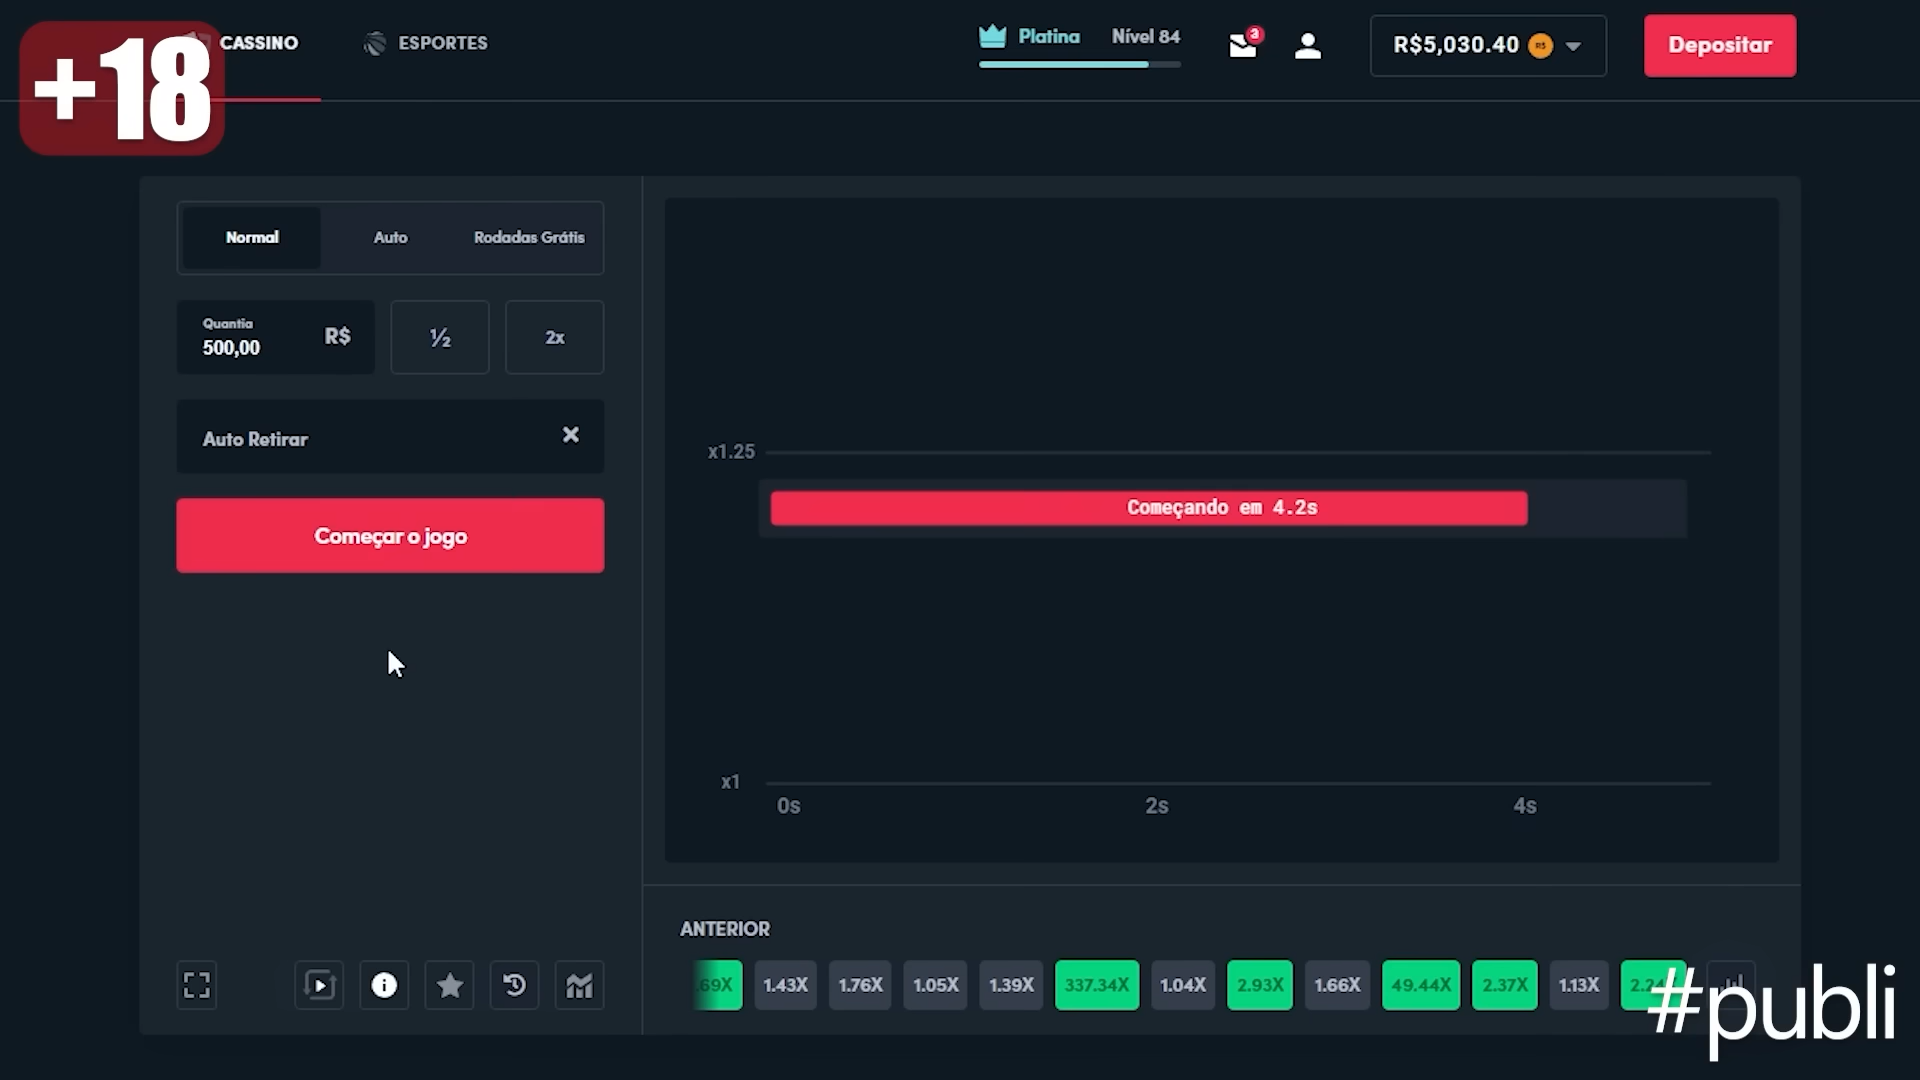 +18
CASSINO
ESPORTES
Platina
Nível 84
3
R$5,030.40
R$
Depositar
Normal
Auto
Rodadas Grátis
Quantia
500,00
R$
½
2x
Auto Retirar
Começar o jogo
x1.25
Começando em 4.2s
x1
0s
2s
4s
ANTERIOR
.69X
1.43X
1.76X
1.05X
1.39X
337.34X
1.04X
2.93X
1.66X
49.44X
2.37X
1.13X
#publi